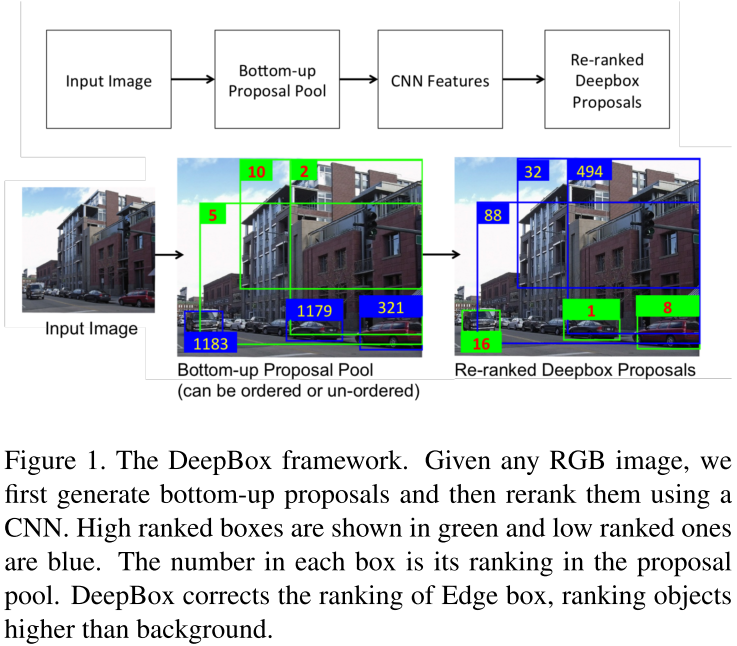 Input Image
Bottom-up
Proposal Pool
CNN Features
Re-ranked
Deepbox
Proposals
10
2
5
1179
321
1183
32
494
88
1
8
16
Input Image
Bottom-up Proposal Pool
(can be ordered or un-ordered)
Re-ranked Deepbox Proposals
Figure 1. The DeepBox framework. Given any RGB image, we
first generate bottom-up proposals and then rerank them using a
CNN. High ranked boxes are shown in green and low ranked ones
are blue. The number in each box is its ranking in the proposal
pool. DeepBox corrects the ranking of Edge box, ranking objects
higher than background.